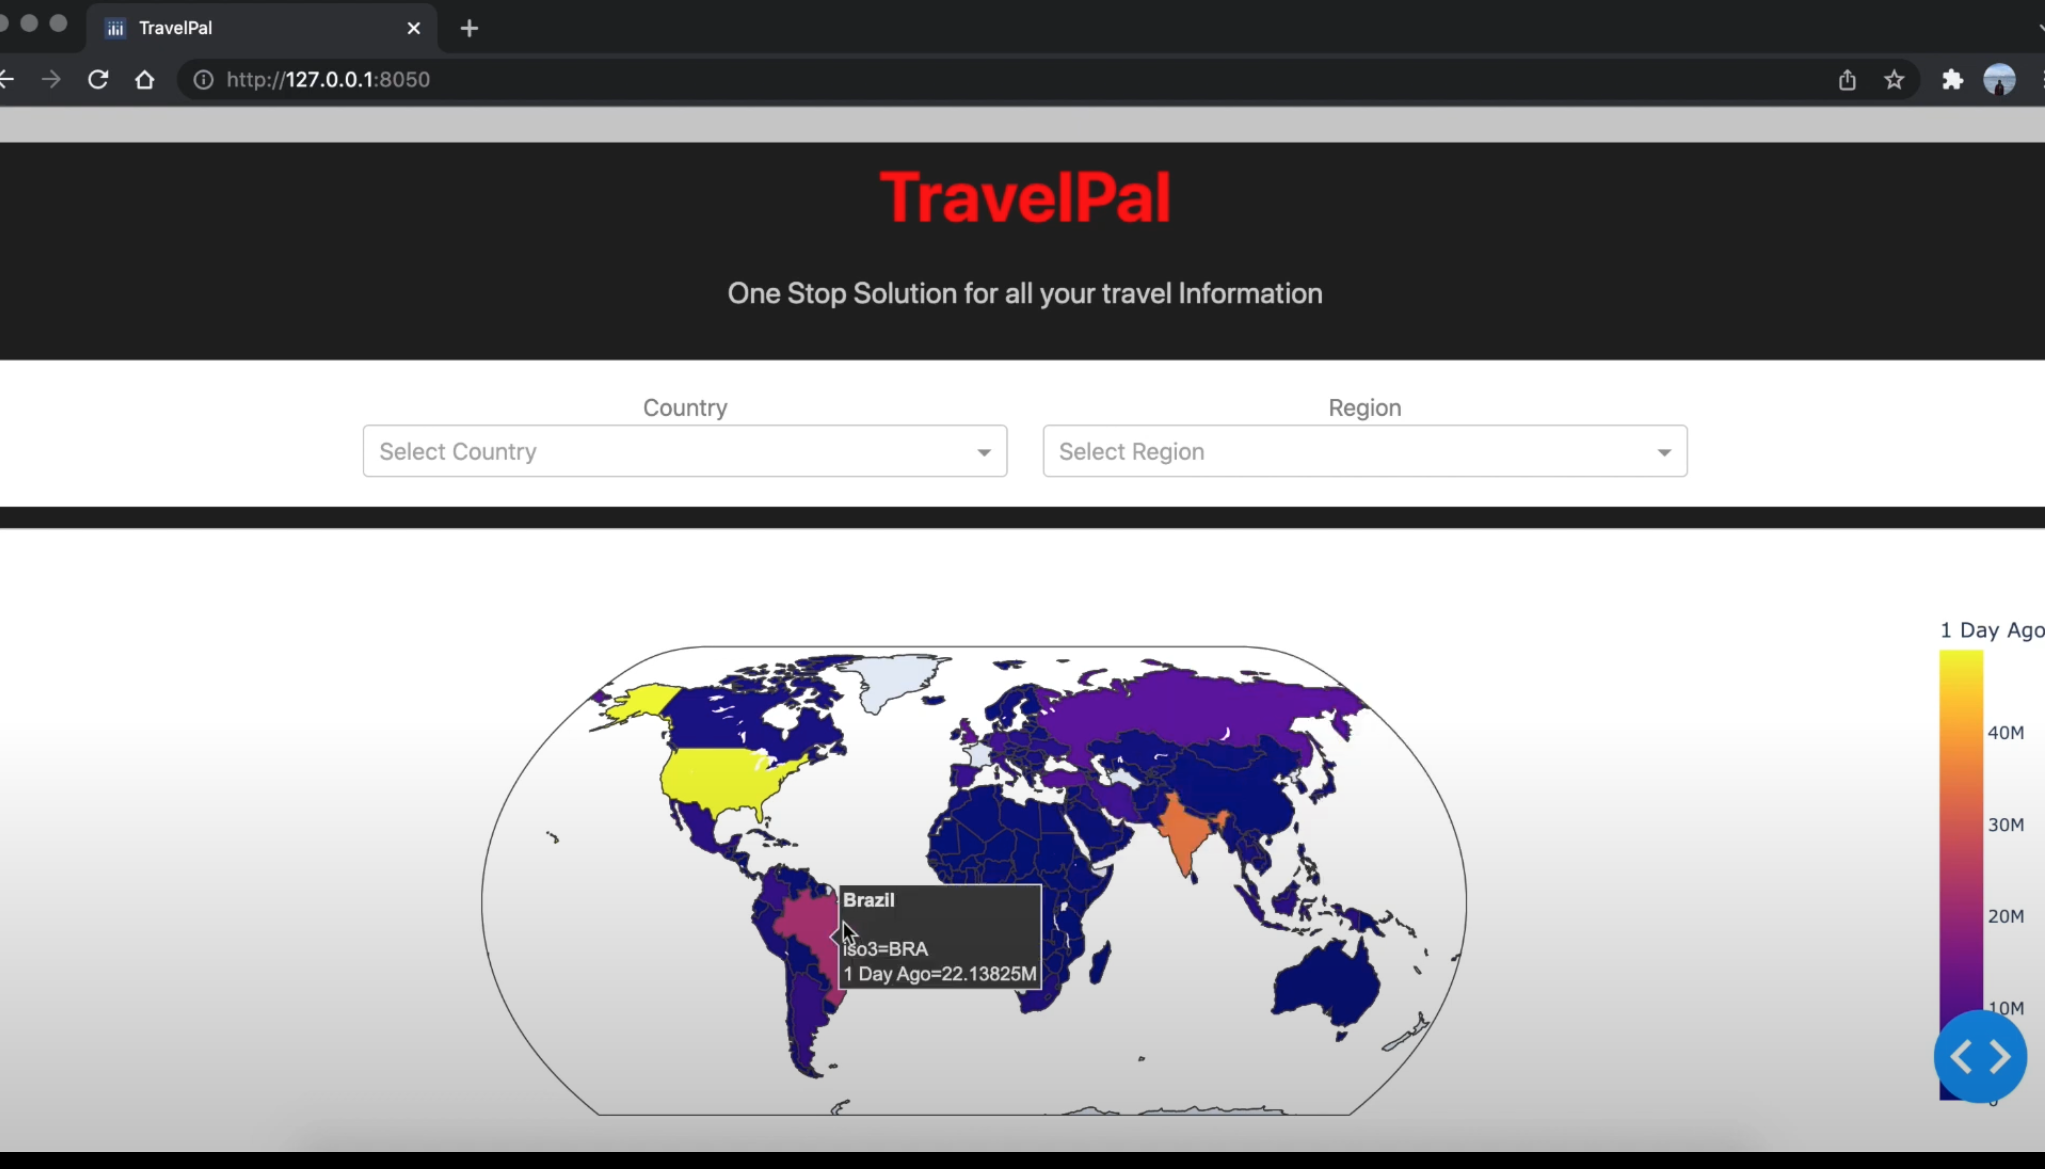 TravelPal
http://127.0.0.1:8050
TravelPal
One Stop Solution for all your travel Information
Country
Region
Select Country
Select Region
1 Day Ago
40M
30M
20M
10M
0
Brazil
iso3=BRA
1 Day Ago=22.13825M